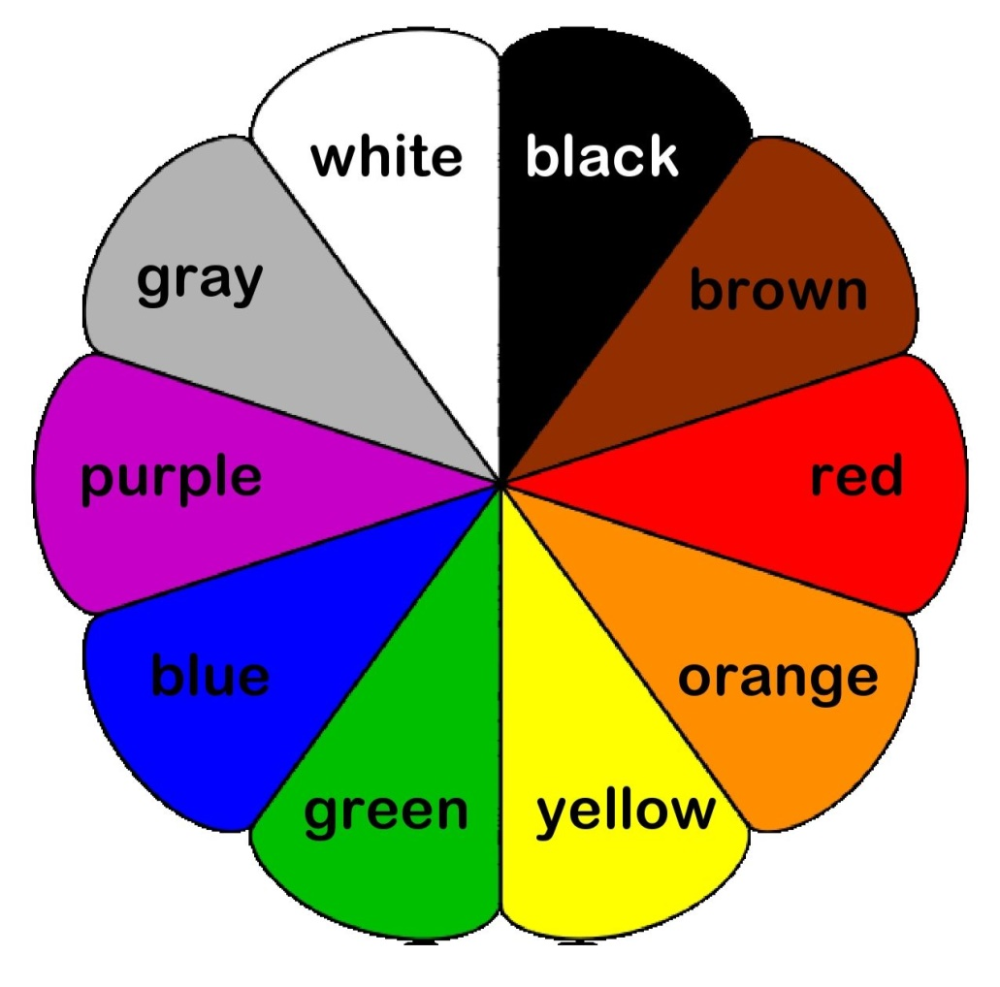 white
black
gray
brown
purple
red
blue
orange
green
yellow